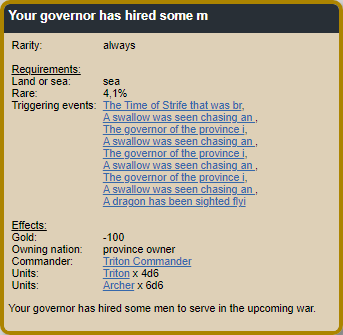 Your governor has hired some m
Rarity: always
Requirements:
Land or sea: sea
Rare: 4,1%
Triggering events: The Time of Strife that was br,
A swallow was seen chasing an ,
The governor of the province i,
A swallow was seen chasing an ,
The governor of the province i,
A swallow was seen chasing an ,
The governor of the province i,
A swallow was seen chasing an ,
A dragon has been sighted flyi
Effects:
Gold: -100
Owning nation: province owner
Commander: Triton Commander
Units: Triton x 4d6
Units: Archer x 6d6
Your governor has hired some men to serve in the upcoming war.